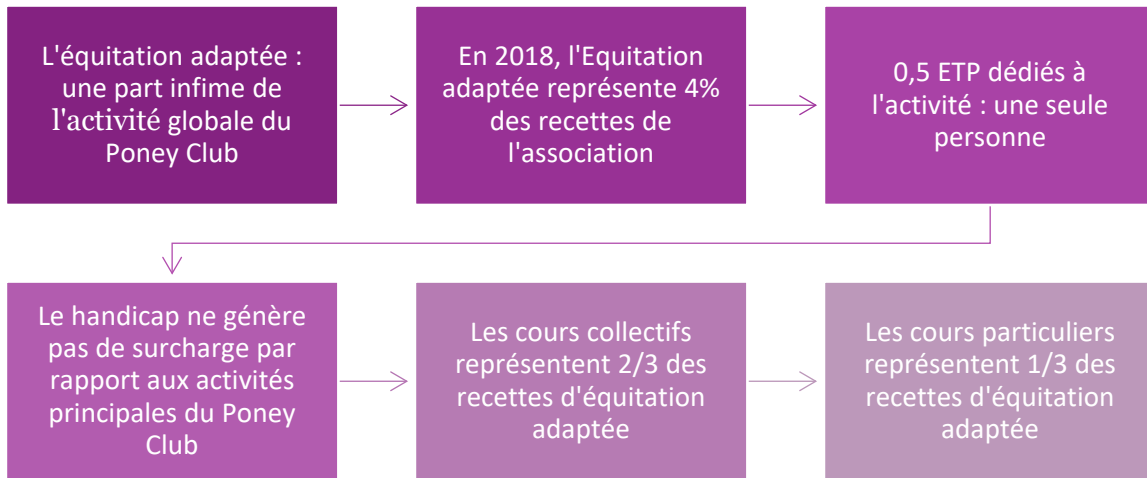 L'équitation adaptée :
une part infime de
l'activité globale du
Poney Club
En 2018, l'Equitation
adaptée représente 4%
des recettes de
l'association
0,5 ETP dédiés à
l'activité : une seule
personne
Le handicap ne génère
pas de surcharge par
rapport aux activités
principales du Poney
Club
Les cours collectifs
représentent 2/3 des
recettes d'équitation
adaptée
Les cours particuliers
représentent 1/3 des
recettes d'équitation
adaptée